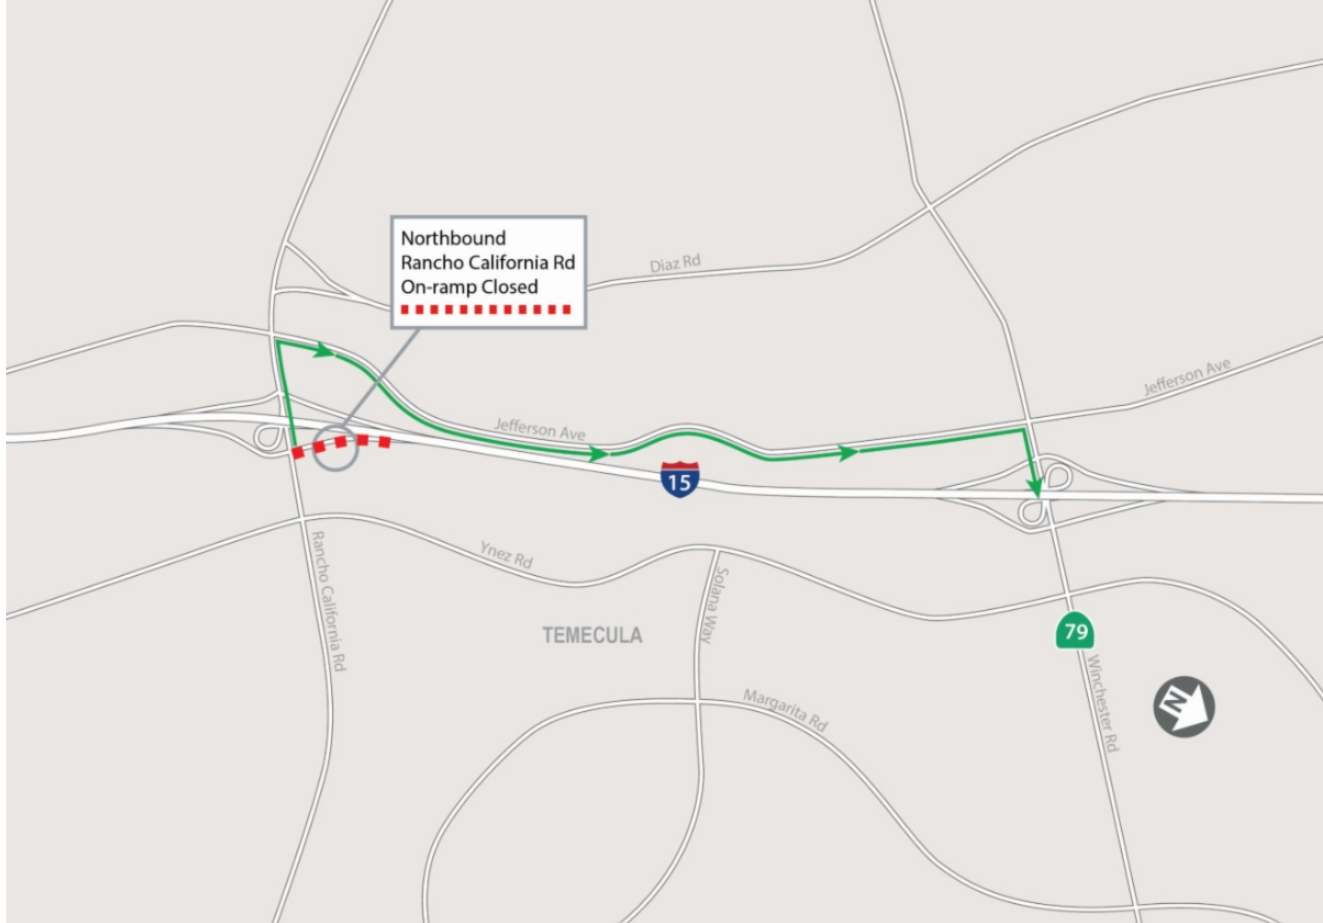 Northbound
Rancho California Rd
On-ramp Closed
Diaz Rd
Jefferson Ave
Jefferson Ave
15
Ynez Rd
Rancho California Rd
Solana Way
TEMECULA
79
Winchester Rd
Margarita Rd
N